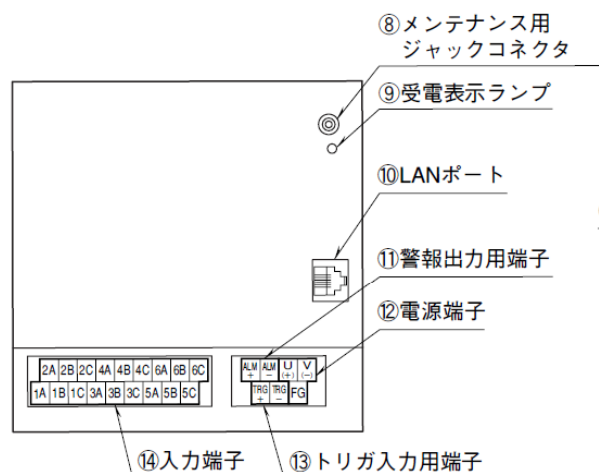 ⑧メンテナンス用
ジャックコネクタ
⑨受電表示ランプ
⑩LANポート
⑪警報出力用端子
⑫電源端子
2A 2B 2C 4A 4B 4C 6A 6B 6C
1A 1B 1C 3A 3B 3C 5A 5B 5C
ALM + ALM − U (+) V (−)
TRG + TRG − FG
⑭入力端子
⑬トリガ入力用端子